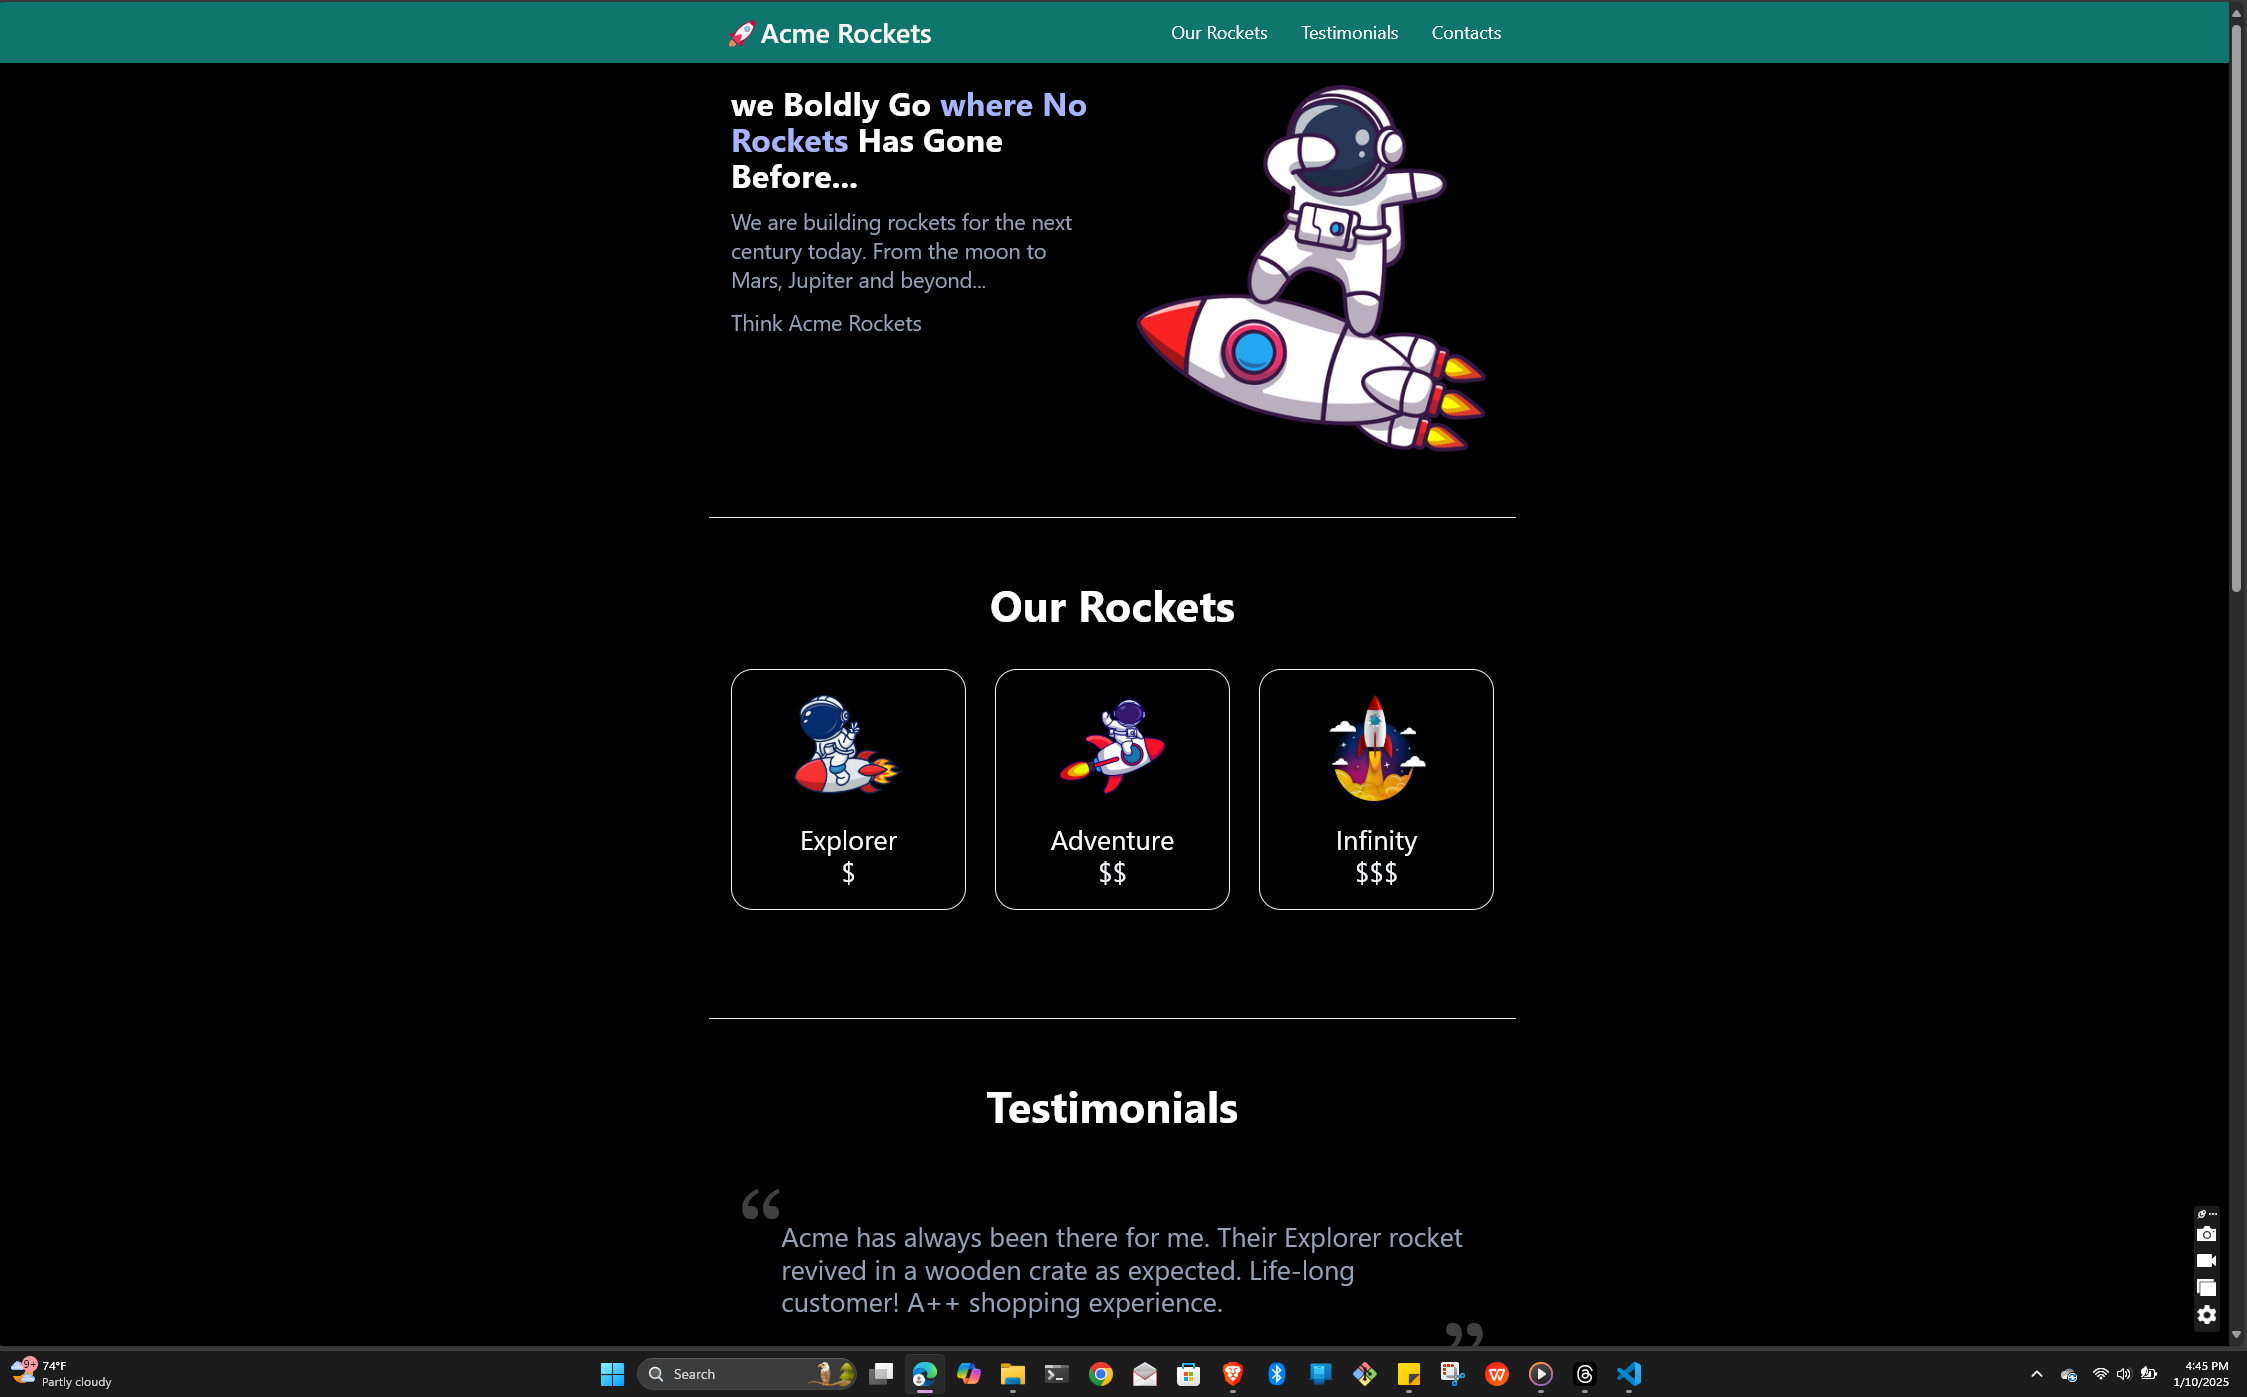 Acme Rockets
Our Rockets Testimonials Contacts
we Boldly Go where No
Rockets Has Gone
Before...
We are building rockets for the next
century today. From the moon to
Mars, Jupiter and beyond...
Think Acme Rockets
Our Rockets
Explorer
$
Adventure
$$
Infinity
$$$
Testimonials
“
Acme has always been there for me. Their Explorer rocket
revived in a wooden crate as expected. Life-long
customer! A++ shopping experience.
”
9+
74°F
Partly cloudy
Search
4:45 PM
1/10/2025